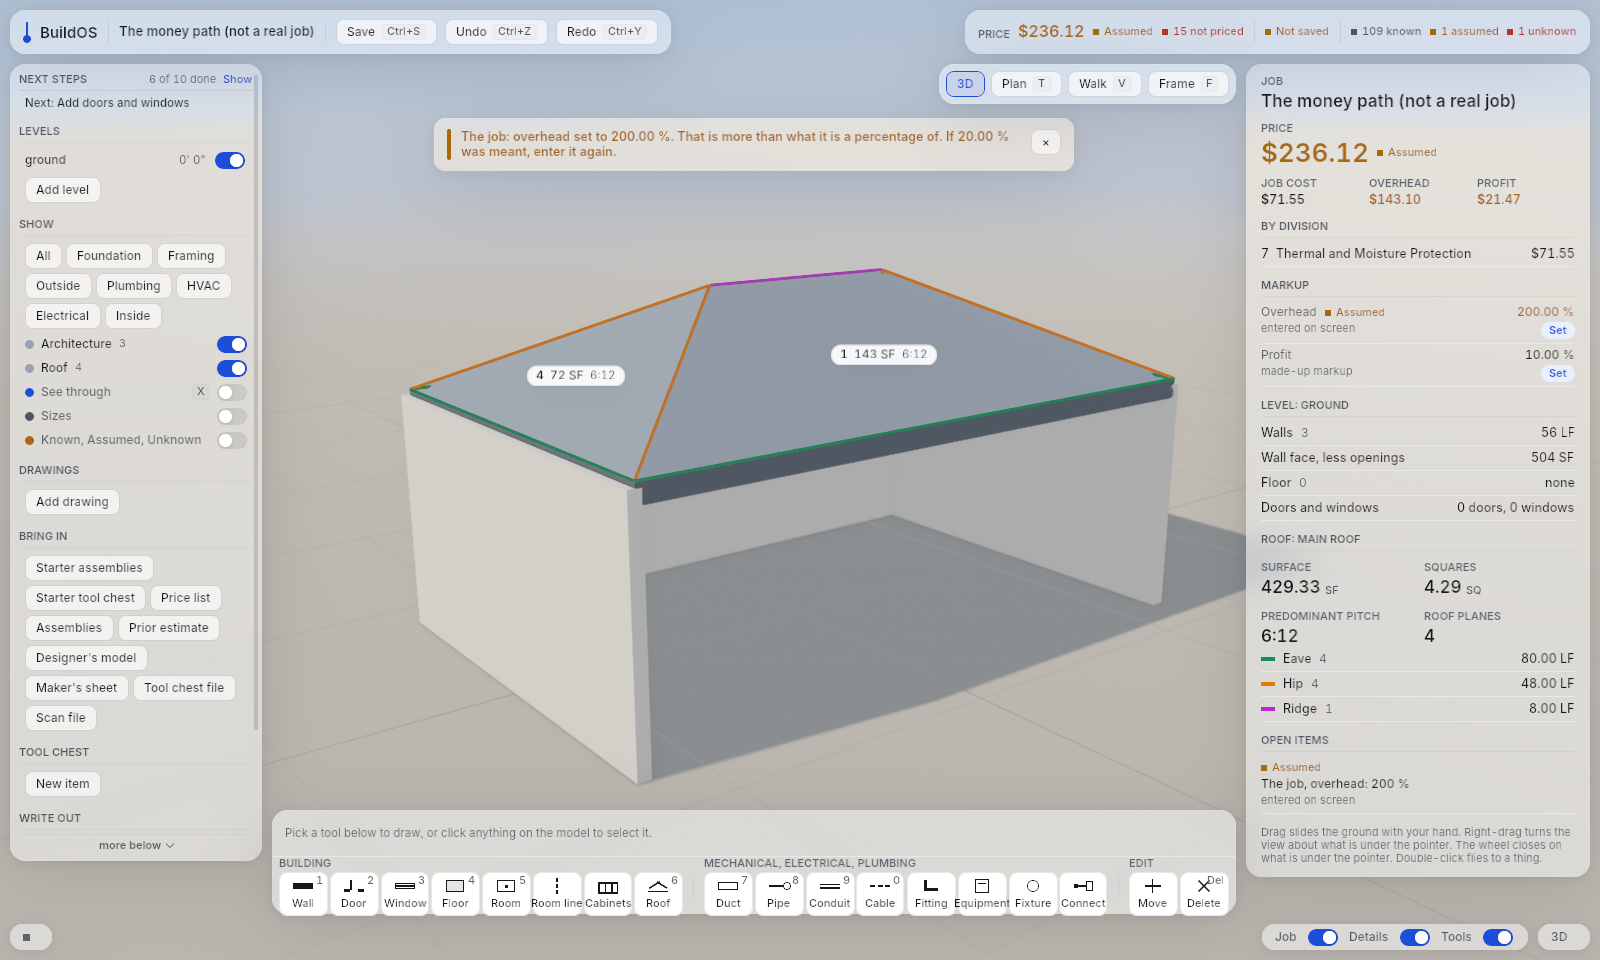 BuildOS
The money path (not a real job)
Save Ctrl+S
Undo Ctrl+Z
Redo Ctrl+Y
PRICE $236.12 Assumed 15 not priced Not saved 109 known 1 assumed 1 unknown
NEXT STEPS 6 of 10 done Show
Next: Add doors and windows
LEVELS
ground 0' 0"
Add level
SHOW
All Foundation Framing
Outside Plumbing HVAC
Electrical Inside
Architecture 3
Roof 4
See through X
Sizes
Known, Assumed, Unknown
DRAWINGS
Add drawing
BRING IN
Starter assemblies
Starter tool chest Price list
Assemblies Prior estimate
Designer's model
Maker's sheet Tool chest file
Scan file
TOOL CHEST
New item
WRITE OUT
more below
3D Plan T Walk V Frame F
The job: overhead set to 200.00 %. That is more than what it is a percentage of. If 20.00 %
was meant, enter it again.
×
4 72 SF 6:12
1 143 SF 6:12
Pick a tool below to draw, or click anything on the model to select it.
BUILDING
Wall 1
Door 2
Window 3
Floor 4
Room 5
Room line
Cabinets
Roof 6
MECHANICAL, ELECTRICAL, PLUMBING
Duct 7
Pipe 8
Conduit 9
Cable 0
Fitting
Equipment
Fixture
Connect
EDIT
Move
Delete Del
JOB
The money path (not a real job)
PRICE
$236.12 Assumed
JOB COST OVERHEAD PROFIT
$71.55 $143.10 $21.47
BY DIVISION
7 Thermal and Moisture Protection $71.55
MARKUP
Overhead Assumed 200.00 %
entered on screen Set
Profit 10.00 %
made-up markup Set
LEVEL: GROUND
Walls 3 56 LF
Wall face, less openings 504 SF
Floor 0 none
Doors and windows 0 doors, 0 windows
ROOF: MAIN ROOF
SURFACE SQUARES
429.33 SF 4.29 SQ
PREDOMINANT PITCH ROOF PLANES
6:12 4
Eave 4 80.00 LF
Hip 4 48.00 LF
Ridge 1 8.00 LF
OPEN ITEMS
Assumed
The job, overhead: 200 %
entered on screen
Drag slides the ground with your hand. Right-drag turns the
view about what is under the pointer. The wheel closes on
what is under the pointer. Double-click flies to a thing.
Job Details Tools 3D